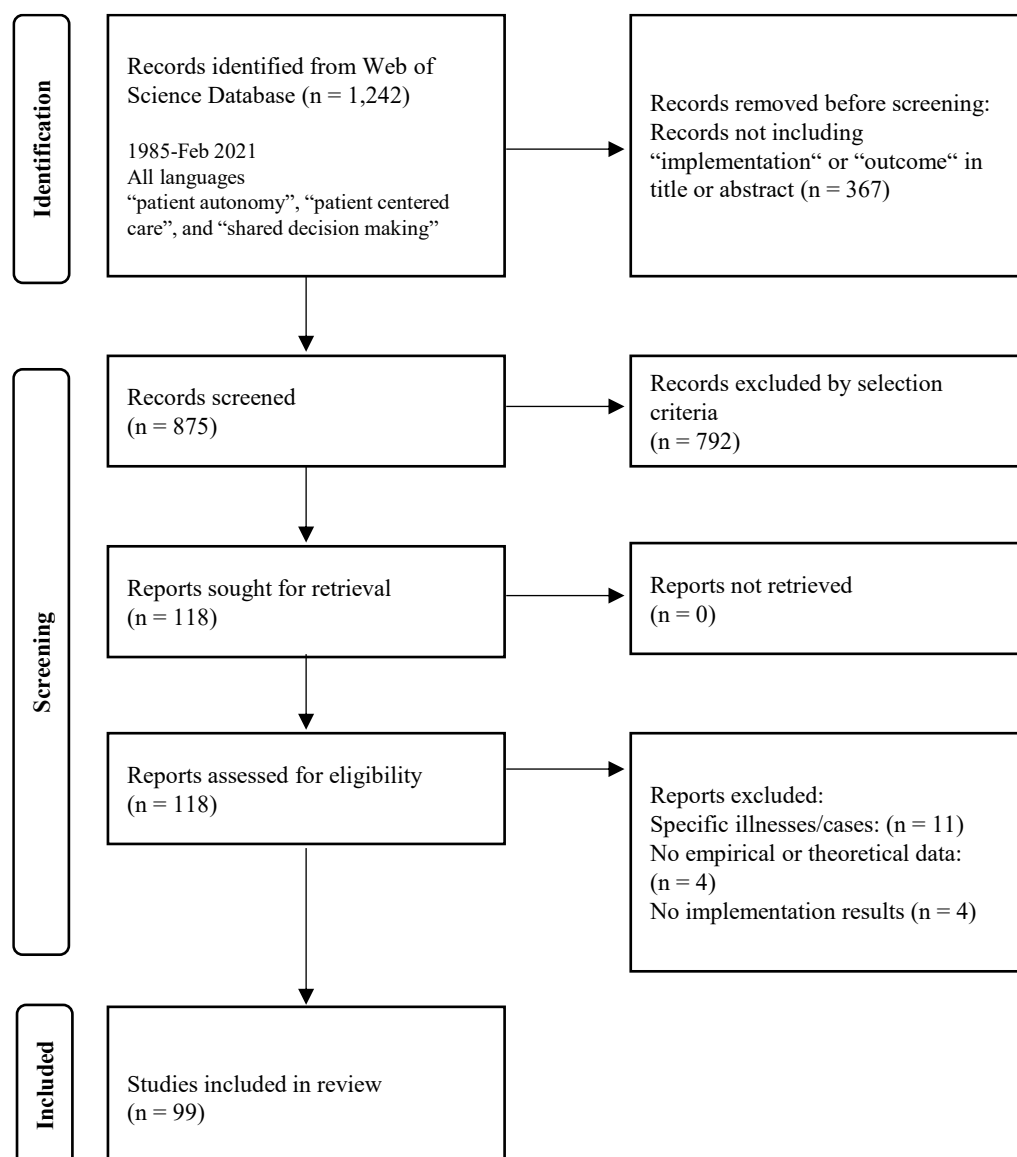 Identification
Records identified from Web of
Science Database (n = 1,242)
1985-Feb 2021
All languages
“patient autonomy”, “patient centered
care”, and “shared decision making”
Records removed before screening:
Records not including
“implementation“ or “outcome“ in
title or abstract (n = 367)
Screening
Records screened
(n = 875)
Records excluded by selection
criteria
(n = 792)
Reports sought for retrieval
(n = 118)
Reports not retrieved
(n = 0)
Reports assessed for eligibility
(n = 118)
Reports excluded:
Specific illnesses/cases: (n = 11)
No empirical or theoretical data:
(n = 4)
No implementation results (n = 4)
Included
Studies included in review
(n = 99)